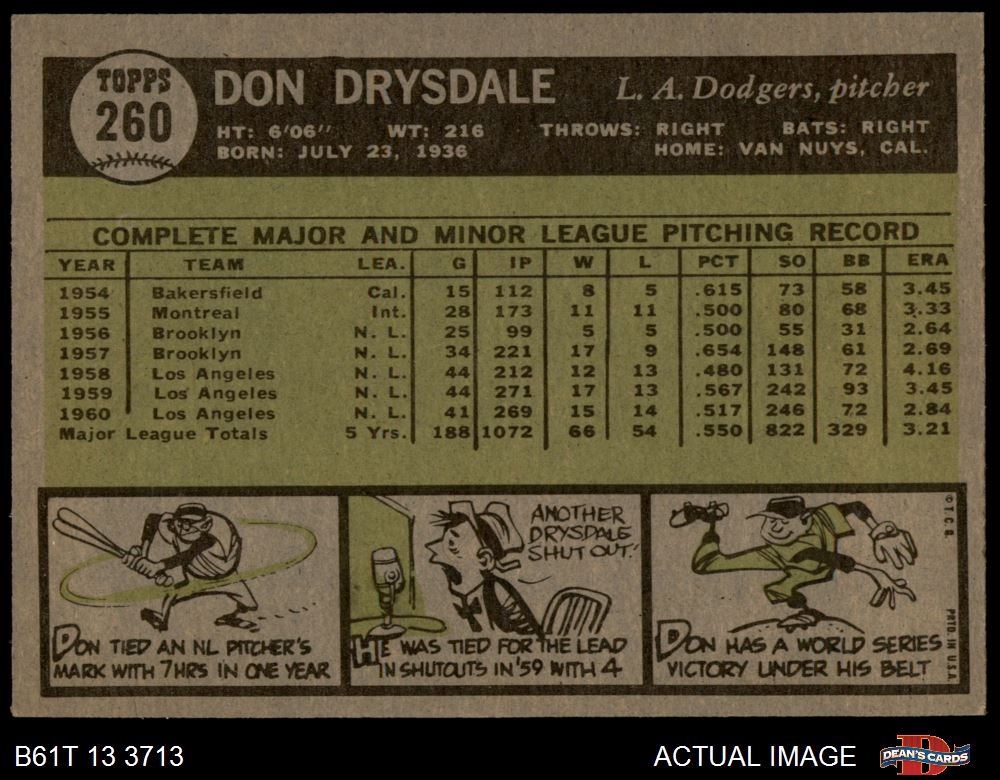 TOPPS
260
DON DRYSDALE
L. A. Dodgers, pitcher
HT: 6'06" WT: 216 THROWS: RIGHT BATS: RIGHT
BORN: JULY 23, 1936 HOME: VAN NUYS, CAL.
COMPLETE MAJOR AND MINOR LEAGUE PITCHING RECORD
YEAR TEAM LEA. G IP W L PCT SO BB ERA
1954 Bakersfield Cal. 15 112 8 5 .615 73 58 3.45
1955 Montreal Int. 28 173 11 11 .500 80 68 3.33
1956 Brooklyn N. L. 25 99 5 5 .500 55 31 2.64
1957 Brooklyn N. L. 34 221 17 9 .654 148 61 2.69
1958 Los Angeles N. L. 44 212 12 13 .480 131 72 4.16
1959 Los Angeles N. L. 44 271 17 13 .567 242 93 3.45
1960 Los Angeles N. L. 41 269 15 14 .517 246 72 2.84
Major League Totals 5 Yrs. 188 1072 66 54 .550 822 329 3.21
DON TIED AN NL PITCHER'S
MARK WITH 7HRS IN ONE YEAR
ANOTHER
DRYSDALE
SHUT OUT!
HE WAS TIED FOR THE LEAD
IN SHUTOUTS IN '59 WITH 4
DON HAS A WORLD SERIES
VICTORY UNDER HIS BELT
© T. C. G. PRTD. IN U.S.A.
B61T 13 3713
ACTUAL IMAGE
DEAN'S CARDS